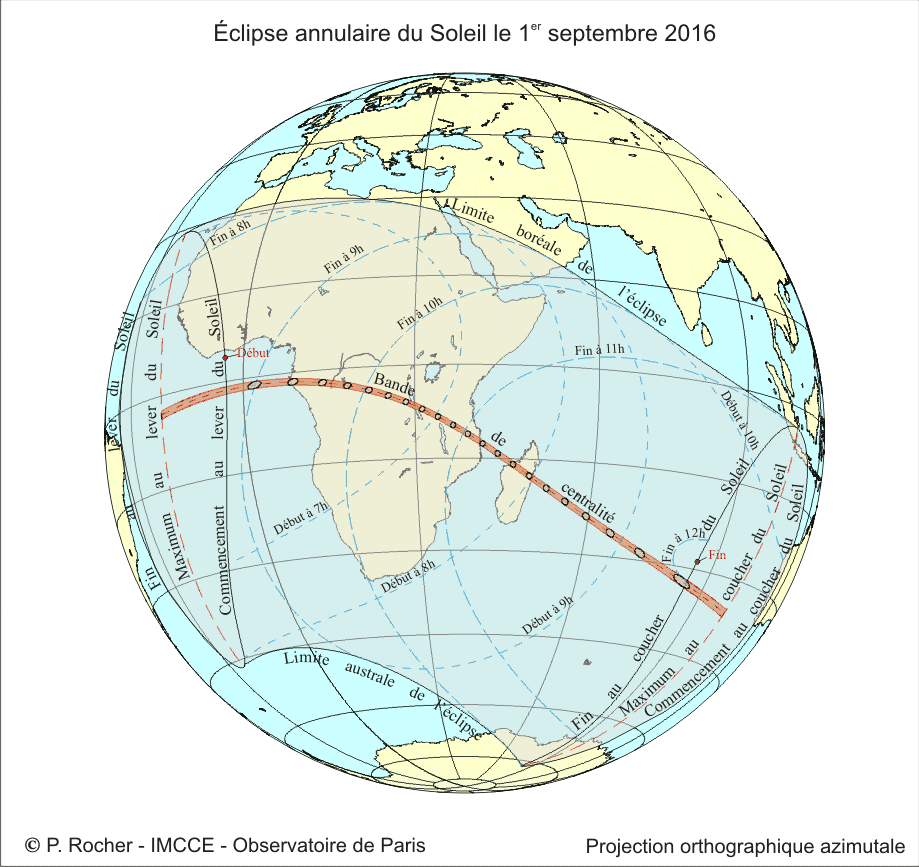 Éclipse annulaire du Soleil le 1er septembre 2016
Limite boréale de l'éclipse
Fin à 8h
Fin à 9h
Fin à 10h
Fin à 11h
Fin à 12h
Début
Bande de centralité
Début à 7h
Début à 8h
Début à 9h
Début à 10h
Fin
Fin au lever du Soleil
Maximum au lever du Soleil
Commencement au lever du Soleil
Fin au coucher du Soleil
Maximum au coucher du Soleil
Commencement au coucher du Soleil
Limite australe de l'éclipse
© P. Rocher - IMCCE - Observatoire de Paris
Projection orthographique azimutale